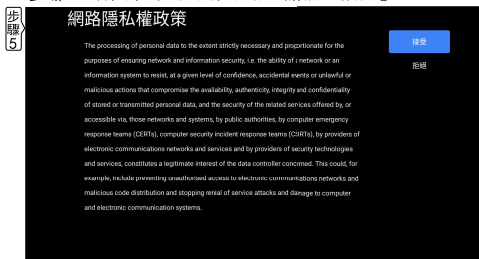 步驟5
網路隱私權政策
The processing of personal data to the extent strictly necessary and proportionate for the
purposes of ensuring network and information security, i.e. the ability of a network or an
information system to resist, at a given level of confidence, accidental events or unlawful or
malicious actions that compromise the availability, authenticity, integrity and confidentiality
of stored or transmitted personal data, and the security of the related services offered by, or
accessible via, those networks and systems, by public authorities, by computer emergency
response teams (CERTs), computer security incident response teams (CSIRTs), by providers of
electronic communications networks and services and by providers of security technologies
and services, constitutes a legitimate interest of the data controller concerned. This could, for
example, include preventing unauthorised access to electronic communications networks and
malicious code distribution and stopping renial of service attacks and damage to computer
and electronic communication systems.
接受
拒絕